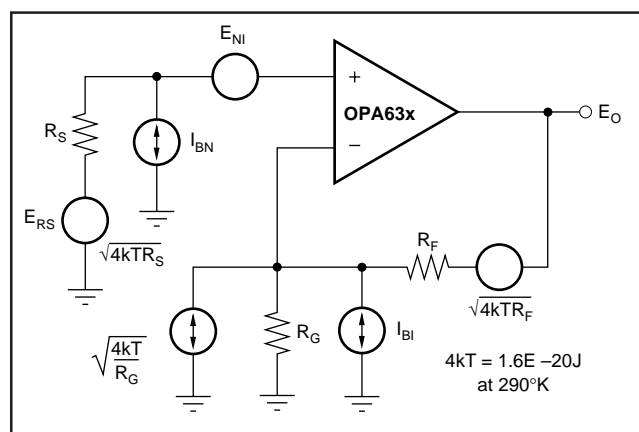 E_NI
+
OPA63x
−
E_O
R_S
I_BN
E_RS
√4kTR_S
R_F
√4kTR_F
√4kT/R_G
R_G
I_BI
4kT = 1.6E –20J
at 290°K